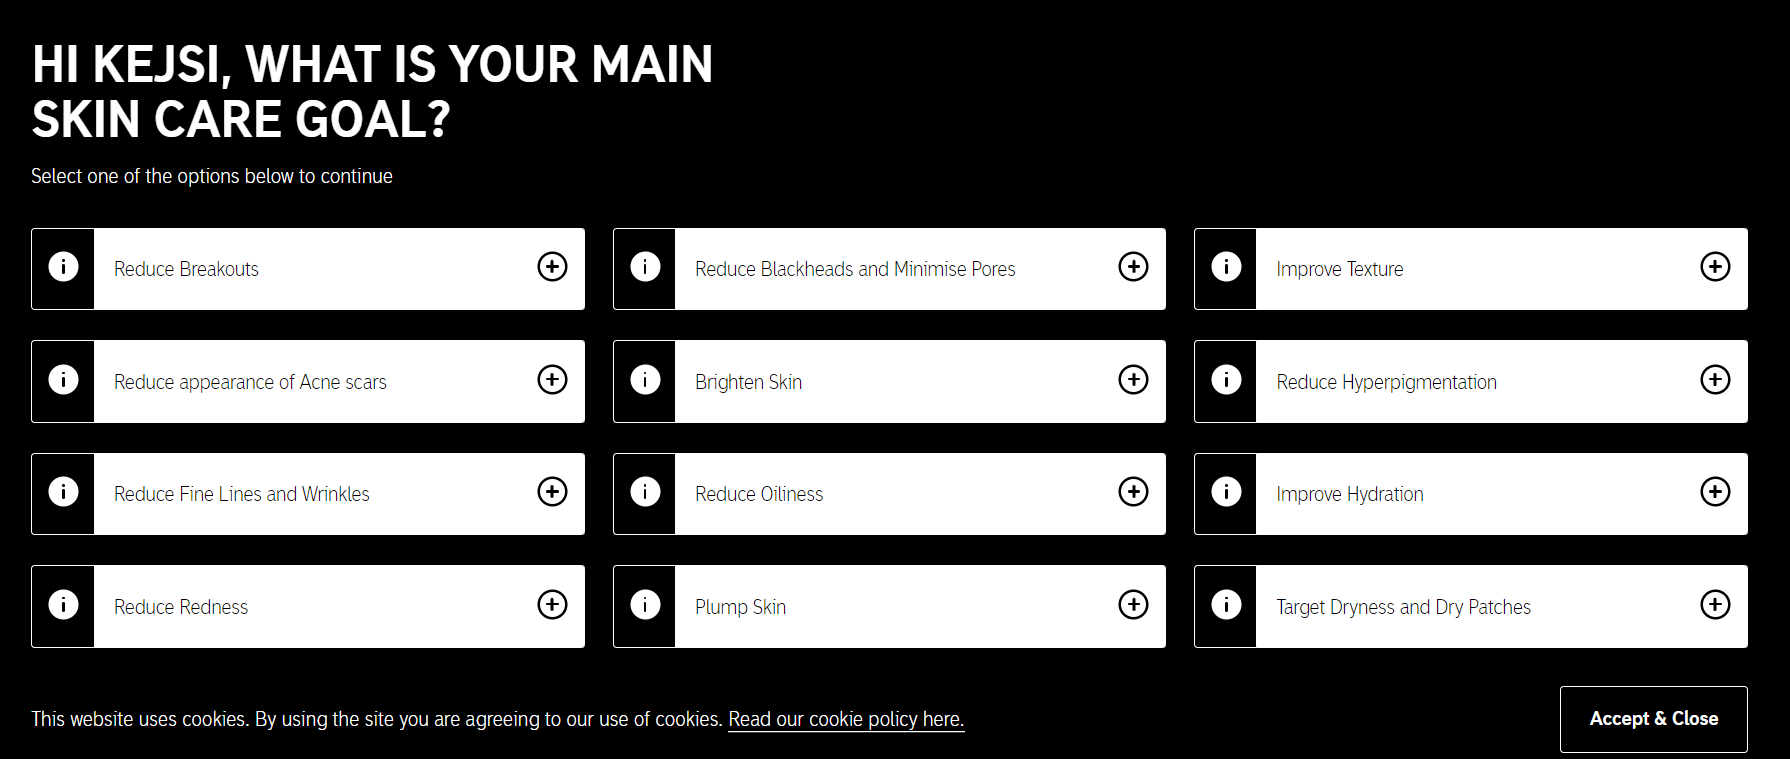 HI KEJSI, WHAT IS YOUR MAIN
SKIN CARE GOAL?
Select one of the options below to continue
Reduce Breakouts
Reduce Blackheads and Minimise Pores
Improve Texture
Reduce appearance of Acne scars
Brighten Skin
Reduce Hyperpigmentation
Reduce Fine Lines and Wrinkles
Reduce Oiliness
Improve Hydration
Reduce Redness
Plump Skin
Target Dryness and Dry Patches
This website uses cookies. By using the site you are agreeing to our use of cookies. Read our cookie policy here.
Accept & Close